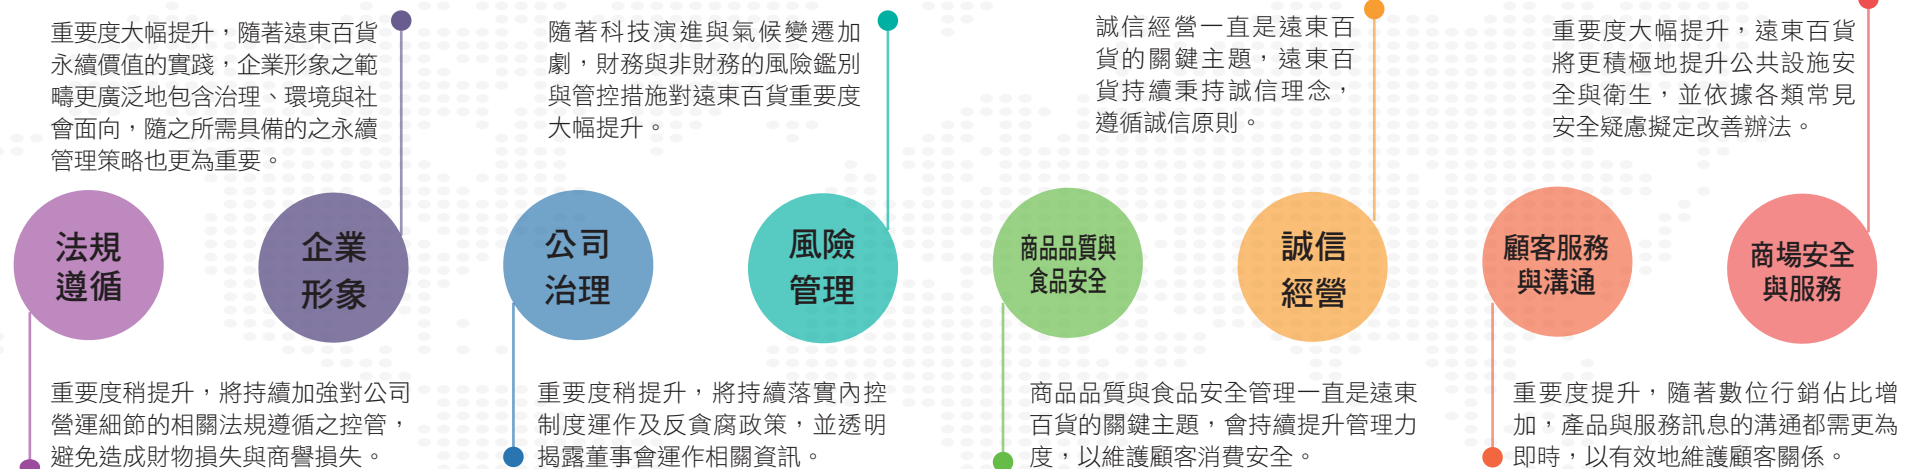 重要度大幅提升，隨著遠東百貨
永續價值的實踐，企業形象之範
疇更廣泛地包含治理、環境與社
會面向，隨之所需具備的之永續
管理策略也更為重要。
隨著科技演進與氣候變遷加
劇，財務與非財務的風險鑑別
與管控措施對遠東百貨重要度
大幅提升。
誠信經營一直是遠東百
貨的關鍵主題，遠東百
貨持續秉持誠信理念，
遵循誠信原則。
重要度大幅提升，遠東百貨
將更積極地提升公共設施安
全與衛生，並依據各類常見
安全疑慮擬定改善辦法。
法規
遵循
企業
形象
公司
治理
風險
管理
商品品質與
食品安全
誠信
經營
顧客服務
與溝通
商場安全
與服務
重要度稍提升，將持續加強對公司
營運細節的相關法規遵循之控管，
避免造成財物損失與商譽損失。
重要度稍提升，將持續落實內控
制度運作及反貪腐政策，並透明
揭露董事會運作相關資訊。
商品品質與食品安全管理一直是遠東
百貨的關鍵主題，會持續提升管理力
度，以維護顧客消費安全。
重要度提升，隨著數位行銷佔比增
加，產品與服務訊息的溝通都需更為
即時，以有效地維護顧客關係。